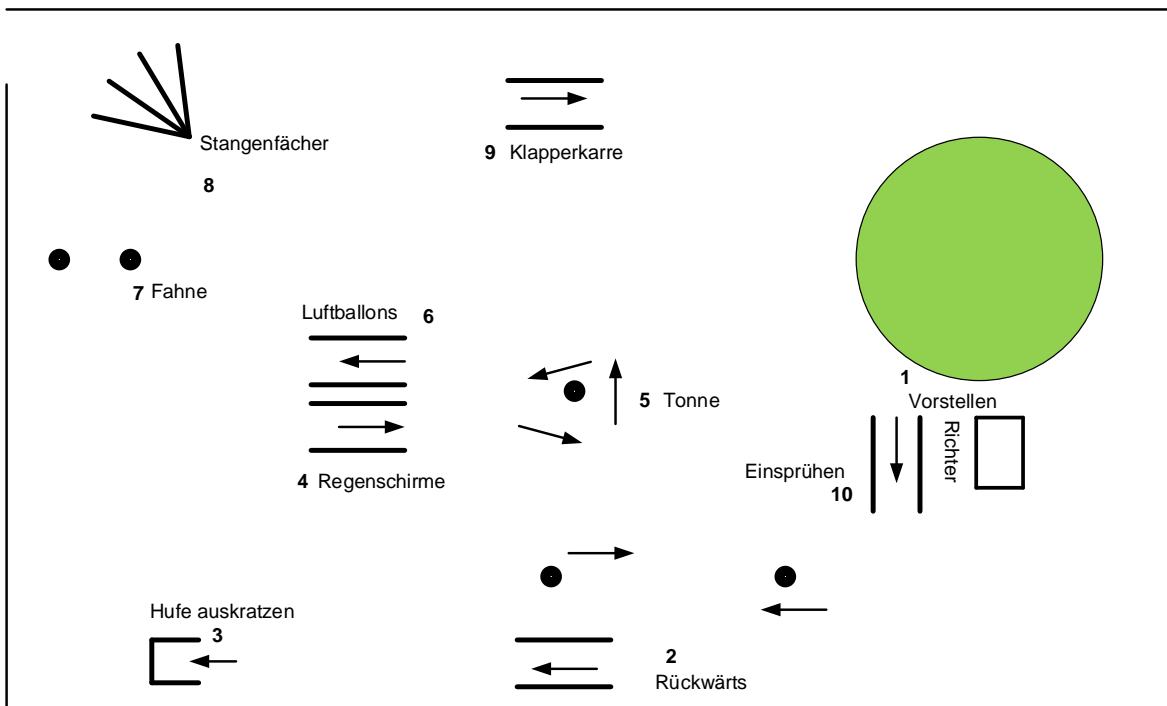 Stangenfächer
8
9 Klapperkarre
7 Fahne
Luftballons 6
1
Vorstellen
5 Tonne
Richter
4 Regenschirme
Einsprühen
10
Hufe auskratzen
3
2
Rückwärts